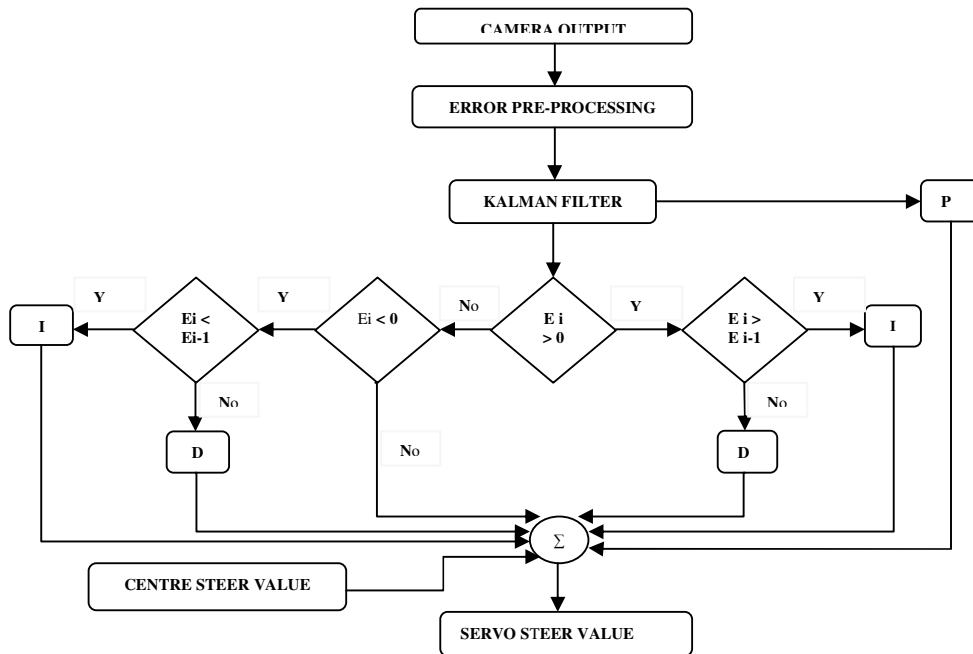 CAMERA OUTPUT
ERROR PRE-PROCESSING
KALMAN FILTER
P
Y
Y
No
Y
Y
I
Ei <
Ei-1
Ei < 0
E i
> 0
E i >
E i-1
I
No
No
D
No
D
Σ
CENTRE STEER VALUE
SERVO STEER VALUE